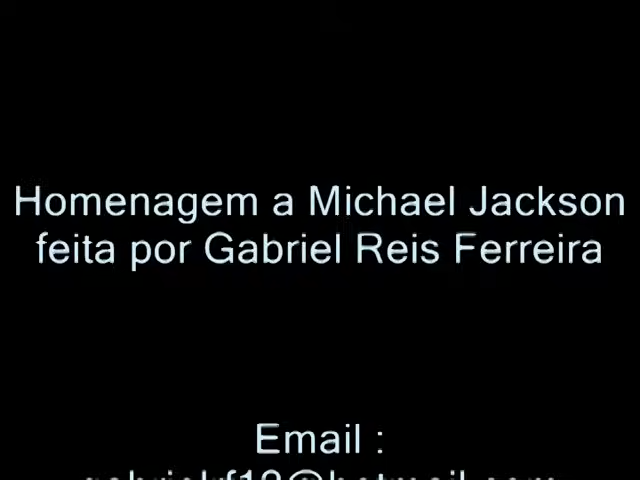 Homenagem a Michael Jackson
feita por Gabriel Reis Ferreira
Email :